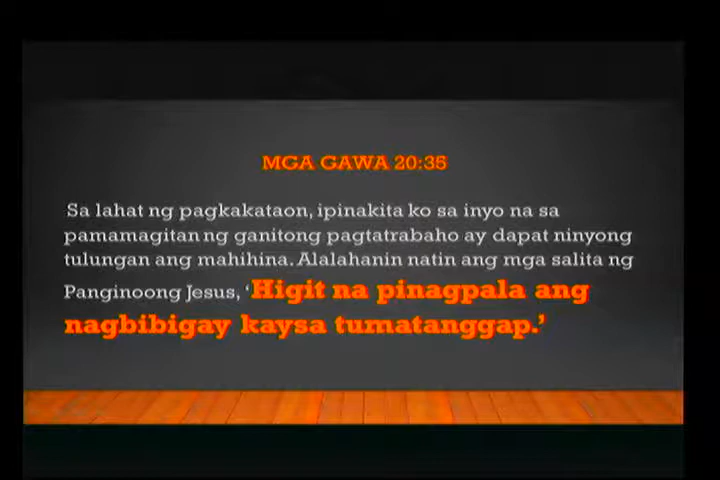 MGA GAWA 20:35
Sa lahat ng pagkakataon, ipinakita ko sa inyo na sa
pamamagitan ng ganitong pagtatrabaho ay dapat ninyong
tulungan ang mahihina. Alalahanin natin ang mga salita ng
Panginoong Jesus, ‘Higit na pinagpala ang
nagbibigay kaysa tumatanggap.’